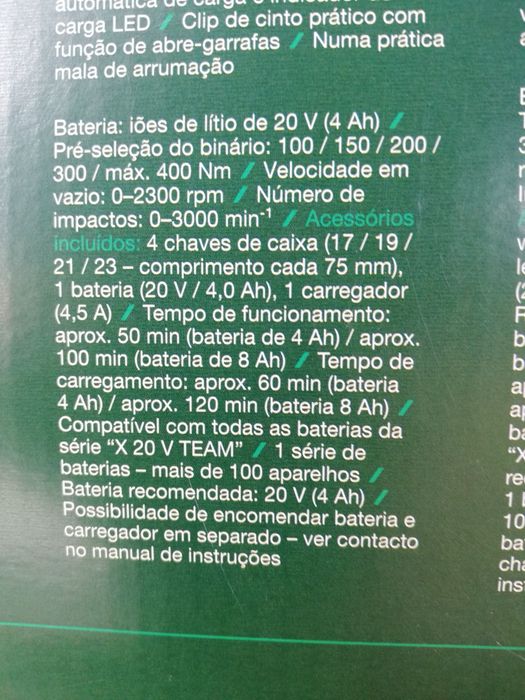 automática de carga e indicador de
carga LED / Clip de cinto prático com
função de abre-garrafas / Numa prática
mala de arrumação
Bateria: iões de lítio de 20 V (4 Ah) /
Pré-seleção do binário: 100 / 150 / 200 /
300 / máx. 400 Nm / Velocidade em
vazio: 0–2300 rpm / Número de
impactos: 0–3000 min⁻¹ / Acessórios
incluídos: 4 chaves de caixa (17 / 19 /
21 / 23 – comprimento cada 75 mm),
1 bateria (20 V / 4,0 Ah), 1 carregador
(4,5 A) / Tempo de funcionamento:
aprox. 50 min (bateria de 4 Ah) / aprox.
100 min (bateria de 8 Ah) / Tempo de
carregamento: aprox. 60 min (bateria
4 Ah) / aprox. 120 min (bateria 8 Ah) /
Compatível com todas as baterias da
série “X 20 V TEAM” / 1 série de
baterias – mais de 100 aparelhos /
Bateria recomendada: 20 V (4 Ah) /
Possibilidade de encomendar bateria e
carregador em separado – ver contacto
no manual de instruções